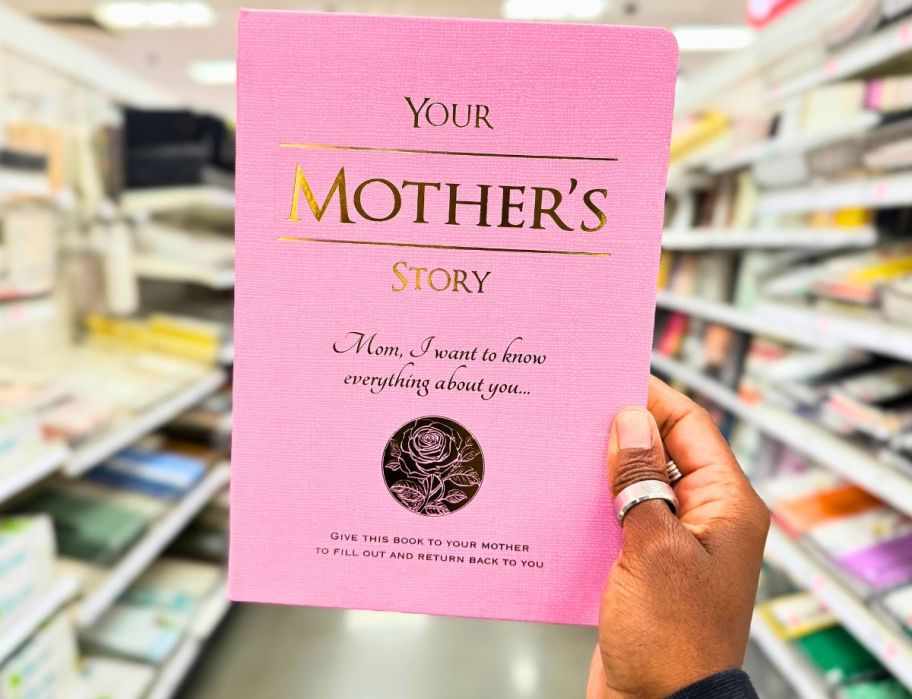 YOUR
MOTHER'S
STORY
Mom, I want to know
everything about you...
GIVE THIS BOOK TO YOUR MOTHER
TO FILL OUT AND RETURN BACK TO YOU